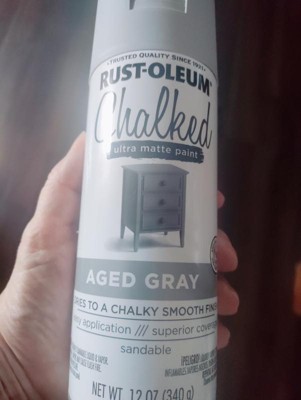 TRUSTED QUALITY SINCE 1921
RUST-OLEUM®
Chalked
ultra matte paint
AGED GRAY
DRIES TO A CHALKY SMOOTH FINISH
easy application /// superior coverage
sandable
NET WT. 12 OZ (340 g)